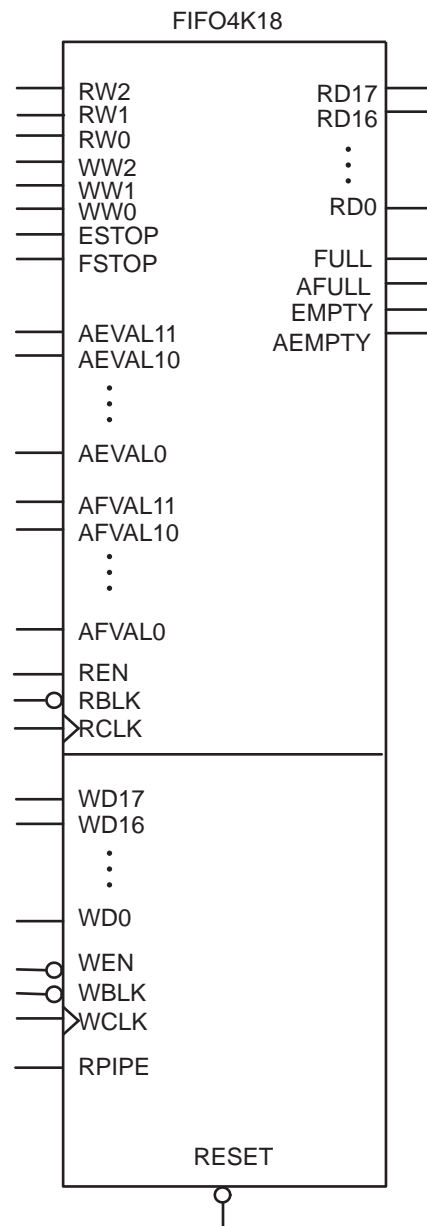 FIFO4K18
RW2
RW1
RW0
WW2
WW1
WW0
ESTOP
FSTOP
AEVAL11
AEVAL10
AEVAL0
AFVAL11
AFVAL10
AFVAL0
REN
RBLK
RCLK
RD17
RD16
RD0
FULL
AFULL
EMPTY
AEMPTY
WD17
WD16
WD0
WEN
WBLK
WCLK
RPIPE
RESET